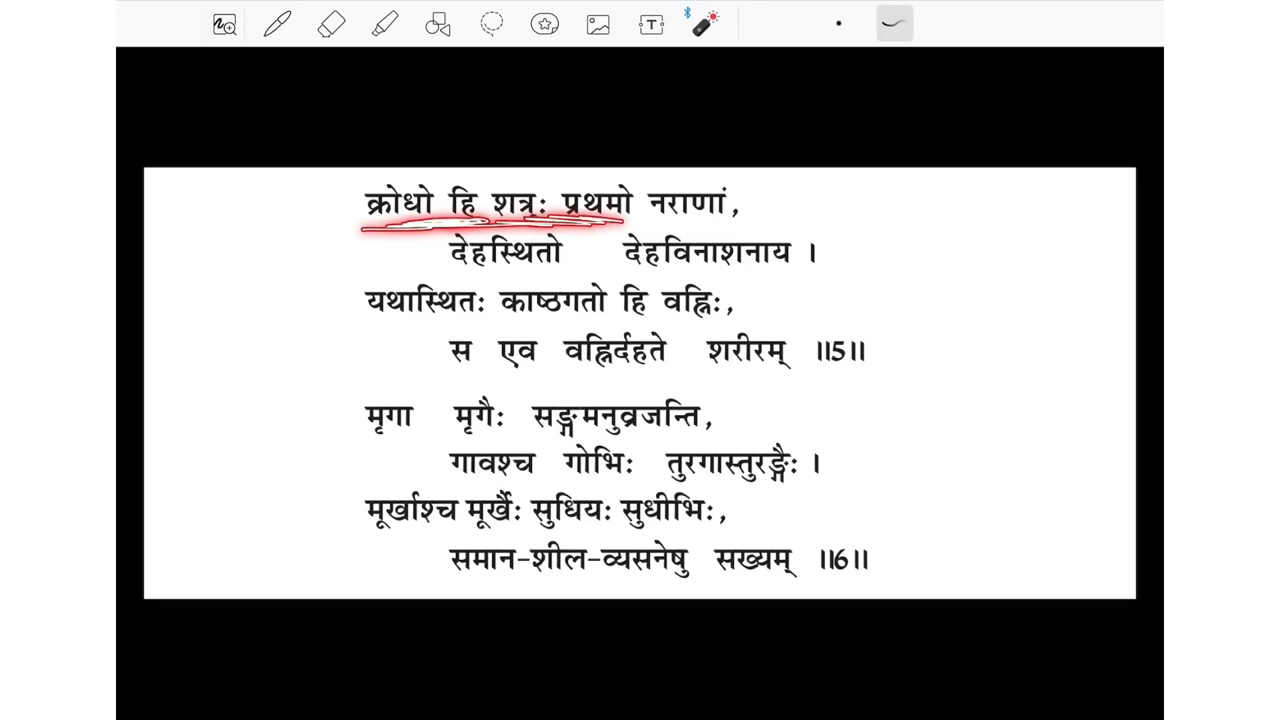 क्रोधो हि शत्रुः प्रथमो नराणां,
देहस्थितो देहविनाशनाय ।
यथास्थितः काष्ठगतो हि वह्निः,
स एव वह्निर्दहते शरीरम् ॥5॥
मृगा मृगैः सङ्गमनुव्रजन्ति,
गावश्च गोभिः तुरगास्तुरङ्गैः ।
मूर्खाश्च मूर्खैः सुधियः सुधीभिः,
समान-शील-व्यसनेषु सख्यम् ॥6॥